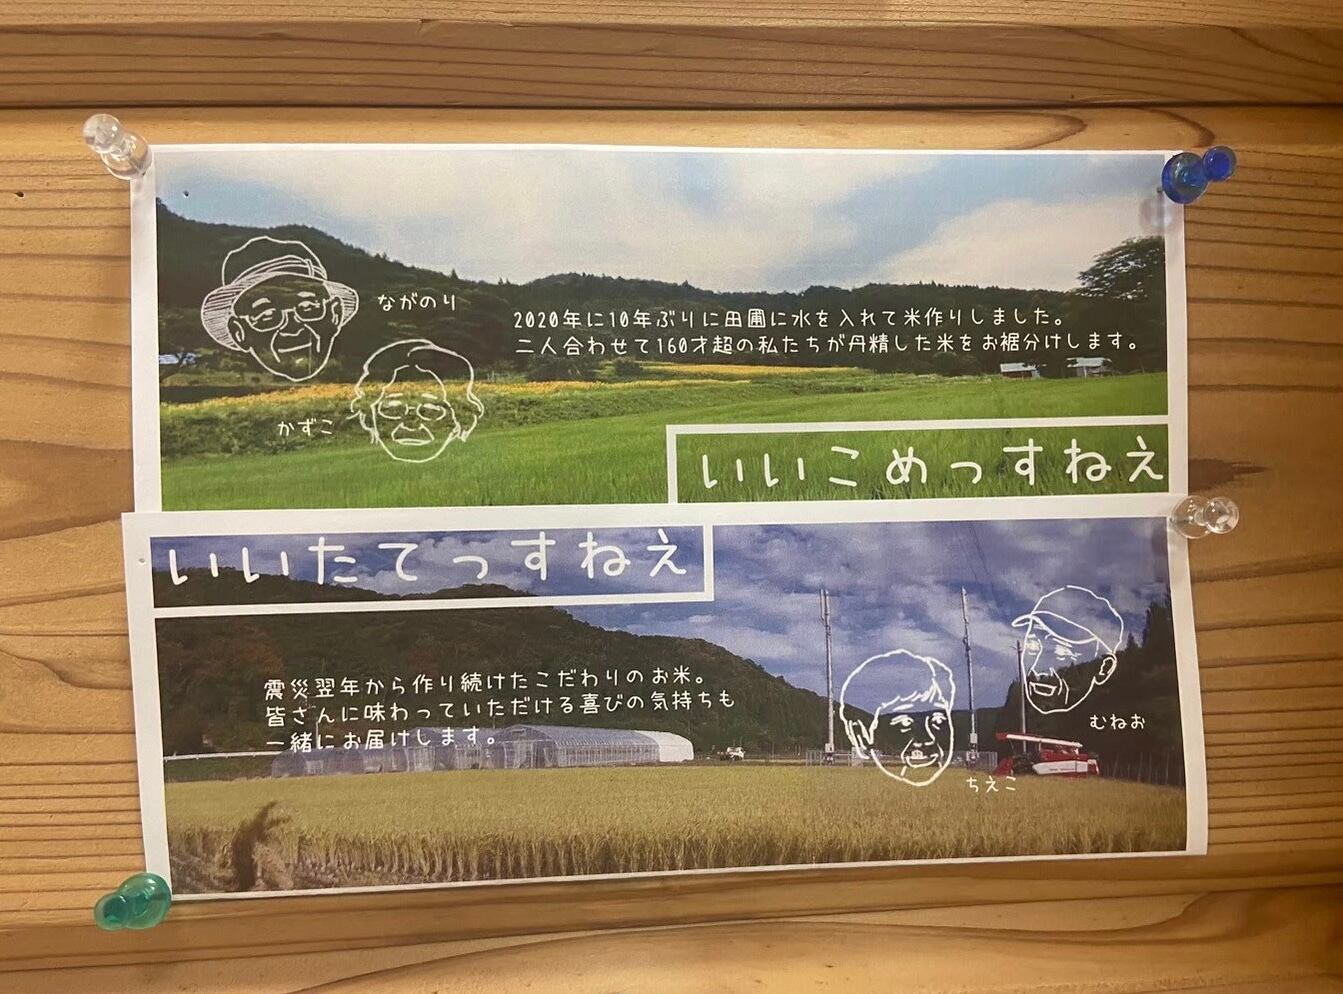 ながのり
2020年に10年ぶりに田圃に水を入れて米作りしました。
二人合わせて160才超の私たちが丹精した米をお裾分けします。
かずこ
いいこめっすねえ
いいたてっすねえ
震災翌年から作り続けたこだわりのお米。
皆さんに味わっていただける喜びの気持ちも
一緒にお届けします。
むねお
ちえこ